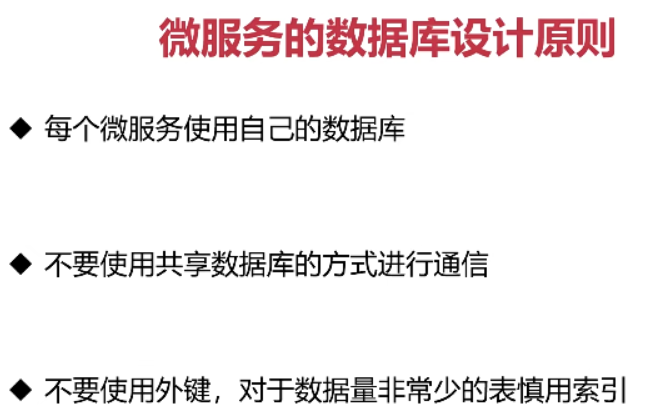 微服务的数据库设计原则
◆ 每个微服务使用自己的数据库
◆ 不要使用共享数据库的方式进行通信
◆ 不要使用外键，对于数据量非常少的表慎用索引